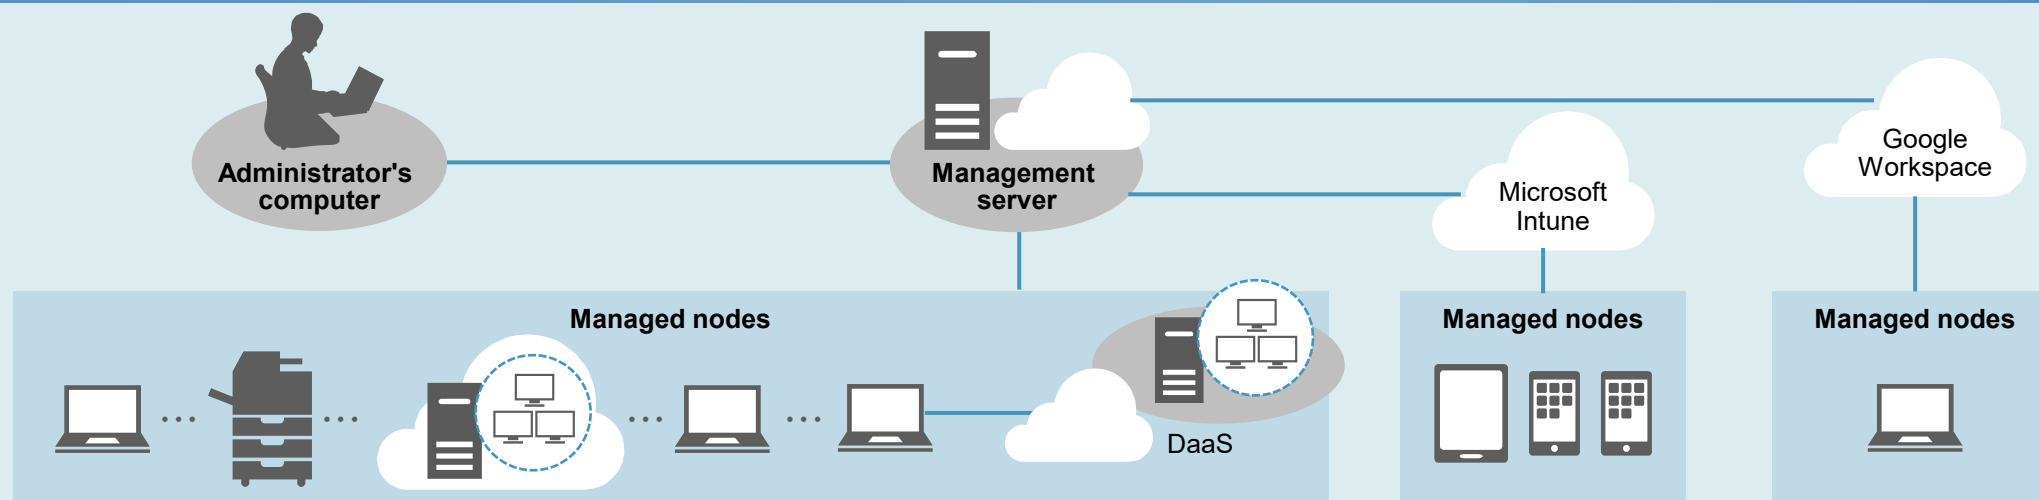 Administrator's
computer
Management
server
Google
Workspace
Microsoft
Intune
Managed nodes
Managed nodes
Managed nodes
DaaS